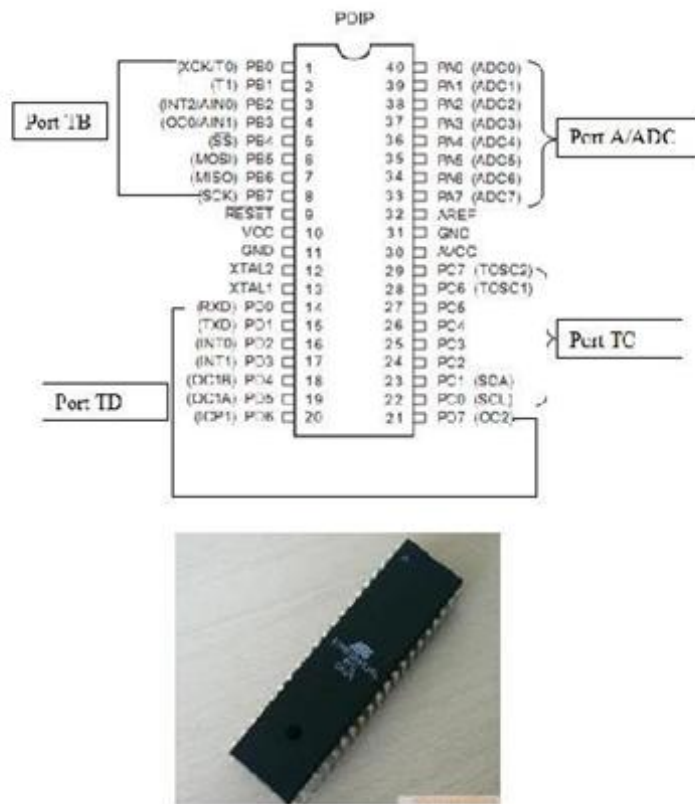 PDIP
(XCK/T0) PB0 1 40 PA0 (ADC0)
(T1) PB1 2 39 PA1 (ADC1)
(INT2/AIN0) PB2 3 38 PA2 (ADC2)
(OC0/AIN1) PB3 4 37 PA3 (ADC3)
(SS) PB4 5 36 PA4 (ADC4)
(MOSI) PB5 6 35 PA5 (ADC5)
(MISO) PB6 7 34 PA6 (ADC6)
(SCK) PB7 8 33 PA7 (ADC7)
RESET 9 32 AREF
VCC 10 31 GND
GND 11 30 AVCC
XTAL2 12 29 PC7 (TOSC2)
XTAL1 13 28 PC6 (TOSC1)
(RXD) PD0 14 27 PC5
(TXD) PD1 15 26 PC4
(INT0) PD2 16 25 PC3
(INT1) PD3 17 24 PC2
(OC1B) PD4 18 23 PC1 (SDA)
(OC1A) PD5 19 22 PC0 (SCL)
(ICP1) PD6 20 21 PD7 (OC2)
Port TB
Port A/ADC
Port TC
Port TD